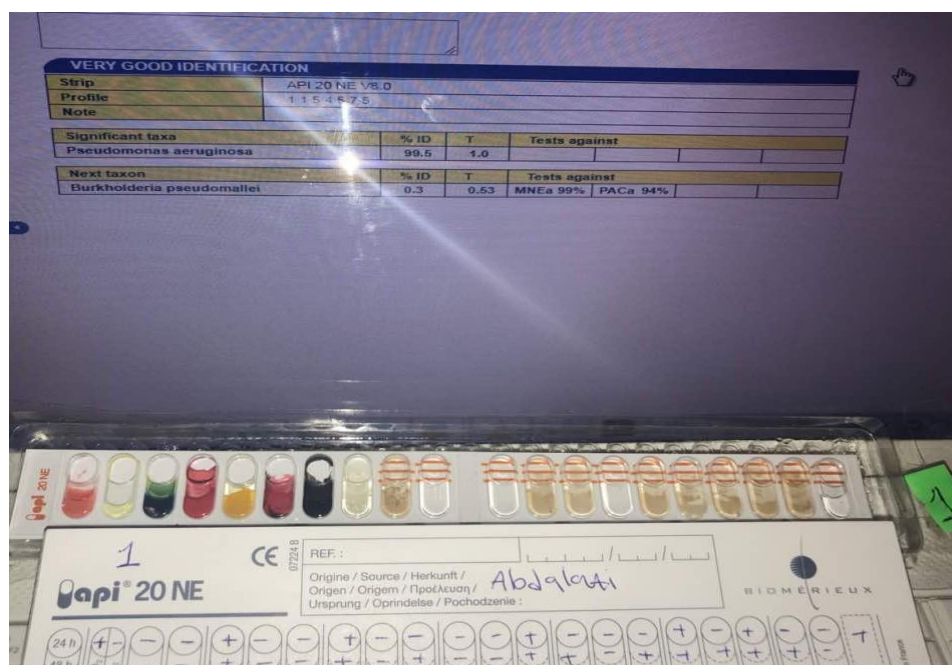 VERY GOOD IDENTIFICATION
Strip API 20 NE V8.0
Profile 1 1 5 4 5 7 5
Note
Significant taxa % ID T Tests against
Pseudomonas aeruginosa 99.5 1.0
Next taxon % ID T Tests against
Burkholderia pseudomallei 0.3 0.53 MNEa 99% PACa 94%
api 20 NE
1
CE
07224 B
REF. :
api® 20 NE
Origine / Source / Herkunft /
Origen / Origem / Προέλευση /
Ursprung / Oprindelse / Pochodzenie :
BIOMÉRIEUX
24 h + - - - + - - + - - - - + - - + - + - - +
48 h